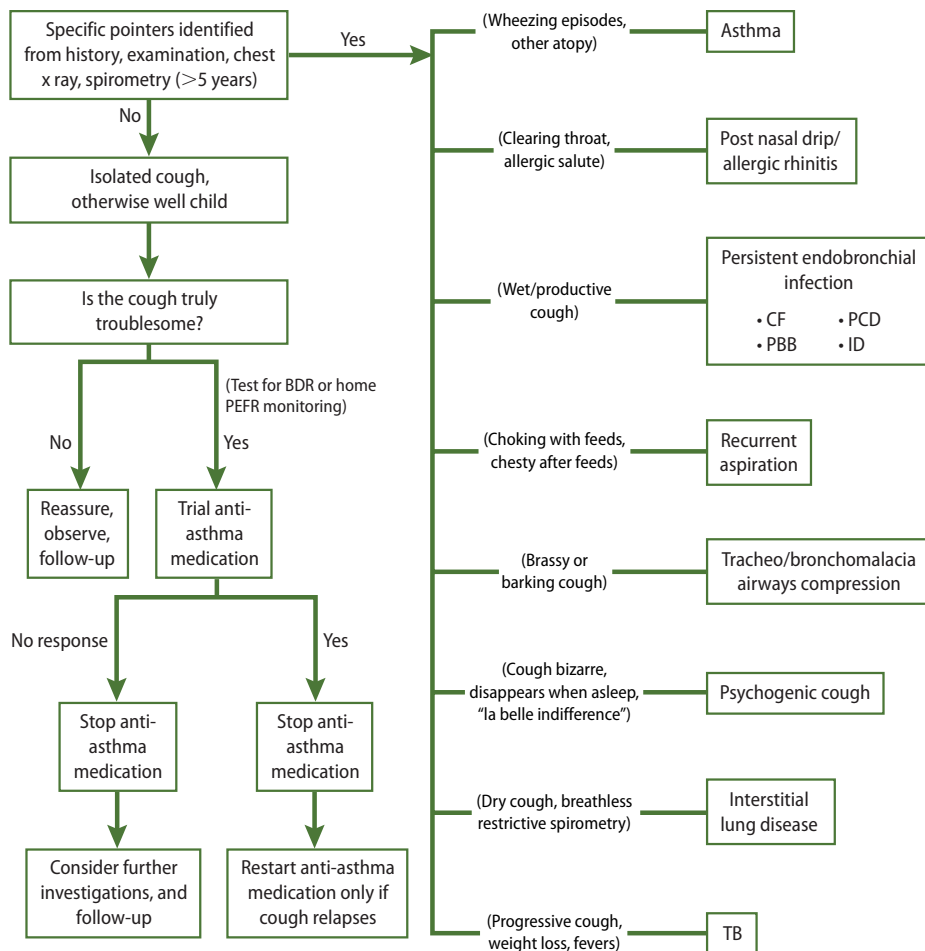 Specific pointers identified
from history, examination, chest
x ray, spirometry (>5 years)
Yes
No
Isolated cough,
otherwise well child
Is the cough truly
troublesome?
(Test for BDR or home
PEFR monitoring)
No
Yes
Reassure,
observe,
follow-up
Trial anti-
asthma
medication
No response
Yes
Stop anti-
asthma
medication
Stop anti-
asthma
medication
Consider further
investigations, and
follow-up
Restart anti-asthma
medication only if
cough relapses
(Wheezing episodes,
other atopy)
Asthma
(Clearing throat,
allergic salute)
Post nasal drip/
allergic rhinitis
(Wet/productive
cough)
Persistent endobronchial
infection
• CF • PCD
• PBB • ID
(Choking with feeds,
chesty after feeds)
Recurrent
aspiration
(Brassy or
barking cough)
Tracheo/bronchomalacia
airways compression
(Cough bizarre,
disappears when asleep,
“la belle indifference”)
Psychogenic cough
(Dry cough, breathless
restrictive spirometry)
Interstitial
lung disease
(Progressive cough,
weight loss, fevers)
TB